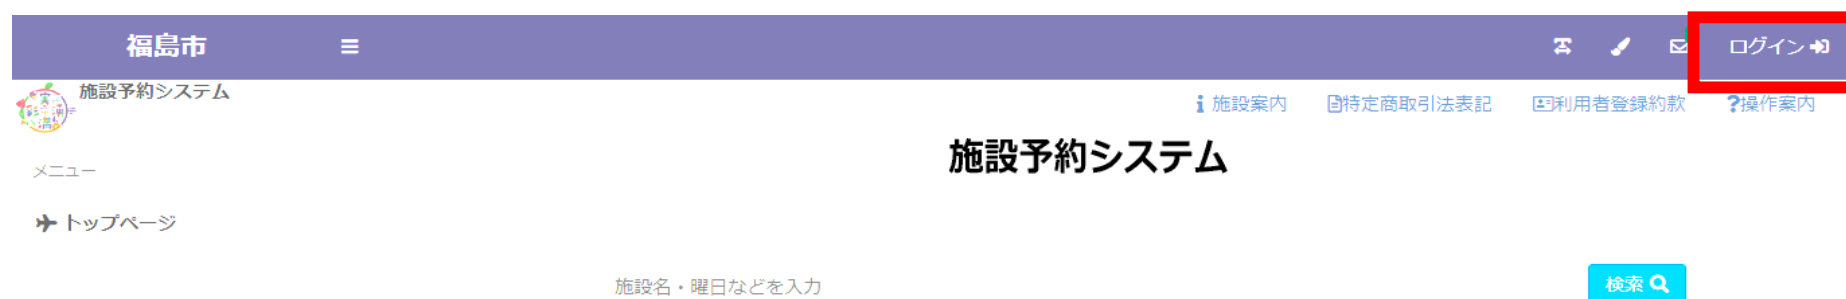 福島市
ログイン
施設予約システム
施設案内 特定商取引法表記 利用者登録約款 ?操作案内
施設予約システム
メニュー
トップページ
施設名・曜日などを入力 検索